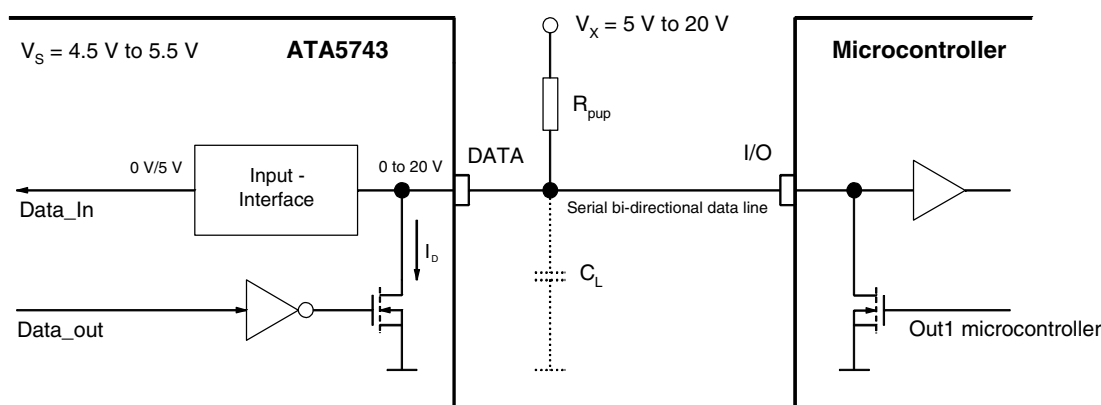 V_X = 5 V to 20 V
V_S = 4.5 V to 5.5 V
ATA5743
Microcontroller
R_pup
DATA
I/O
0 V/5 V
Input -
Interface
0 to 20 V
Data_In
Serial bi-directional data line
I_D
C_L
Data_out
Out1 microcontroller